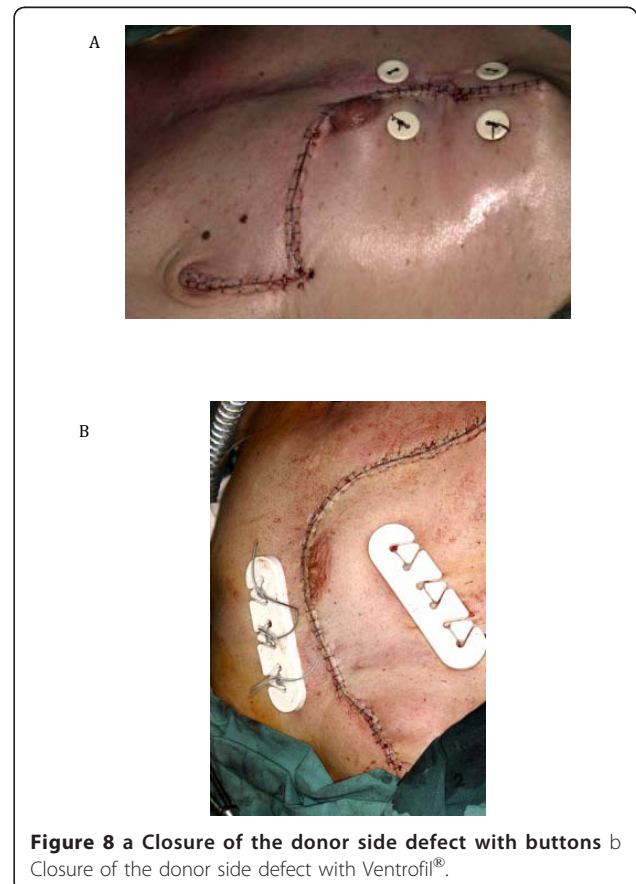 A
B
Figure 8 a Closure of the donor side defect with buttons b
Closure of the donor side defect with Ventrofil®.